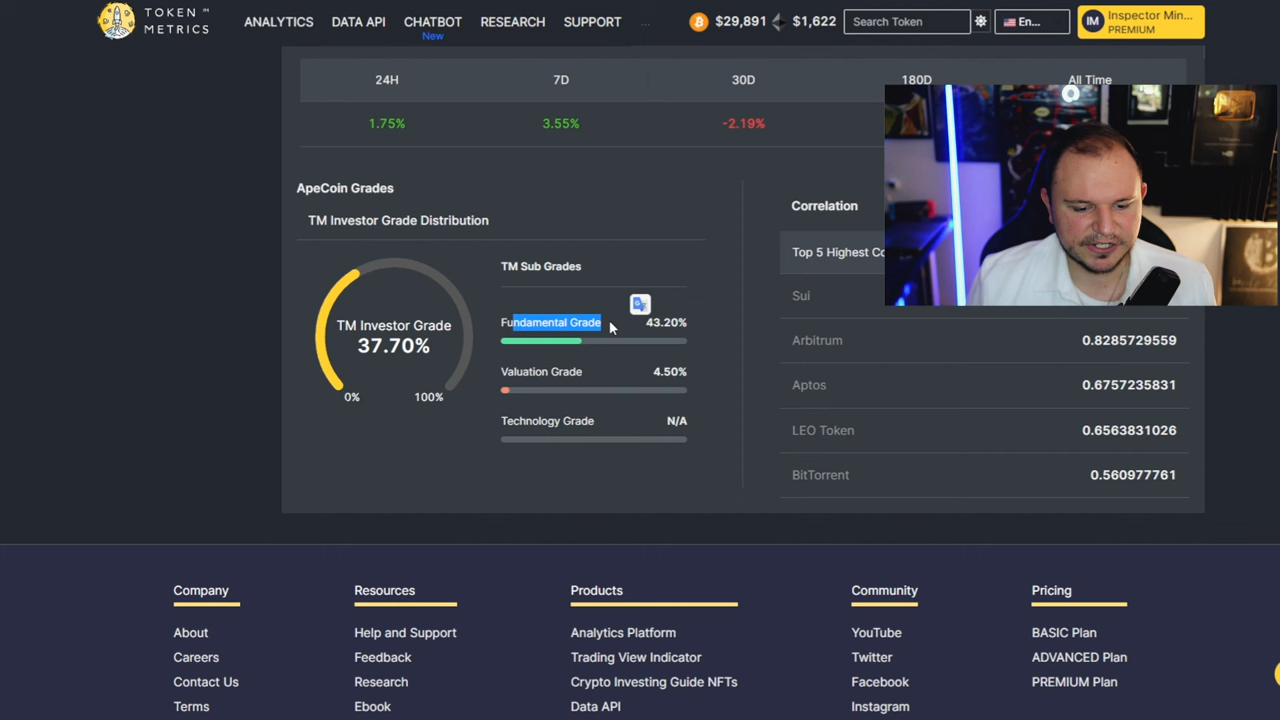 TOKEN TM
METRICS
ANALYTICS DATA API CHATBOT RESEARCH SUPPORT ...
New
$29,891 $1,622 Search Token En...
IM Inspector Min...
PREMIUM
24H 7D 30D 180D All Time
1.75% 3.55% -2.19%
ApeCoin Grades
TM Investor Grade Distribution
TM Investor Grade
37.70%
0% 100%
TM Sub Grades
Fundamental Grade 43.20%
Valuation Grade 4.50%
Technology Grade N/A
Correlation
Top 5 Highest Co
Sui
Arbitrum 0.8285729559
Aptos 0.6757235831
LEO Token 0.6563831026
BitTorrent 0.560977761
Company
About
Careers
Contact Us
Terms
Resources
Help and Support
Feedback
Research
Ebook
Products
Analytics Platform
Trading View Indicator
Crypto Investing Guide NFTs
Data API
Community
YouTube
Twitter
Facebook
Instagram
Pricing
BASIC Plan
ADVANCED Plan
PREMIUM Plan